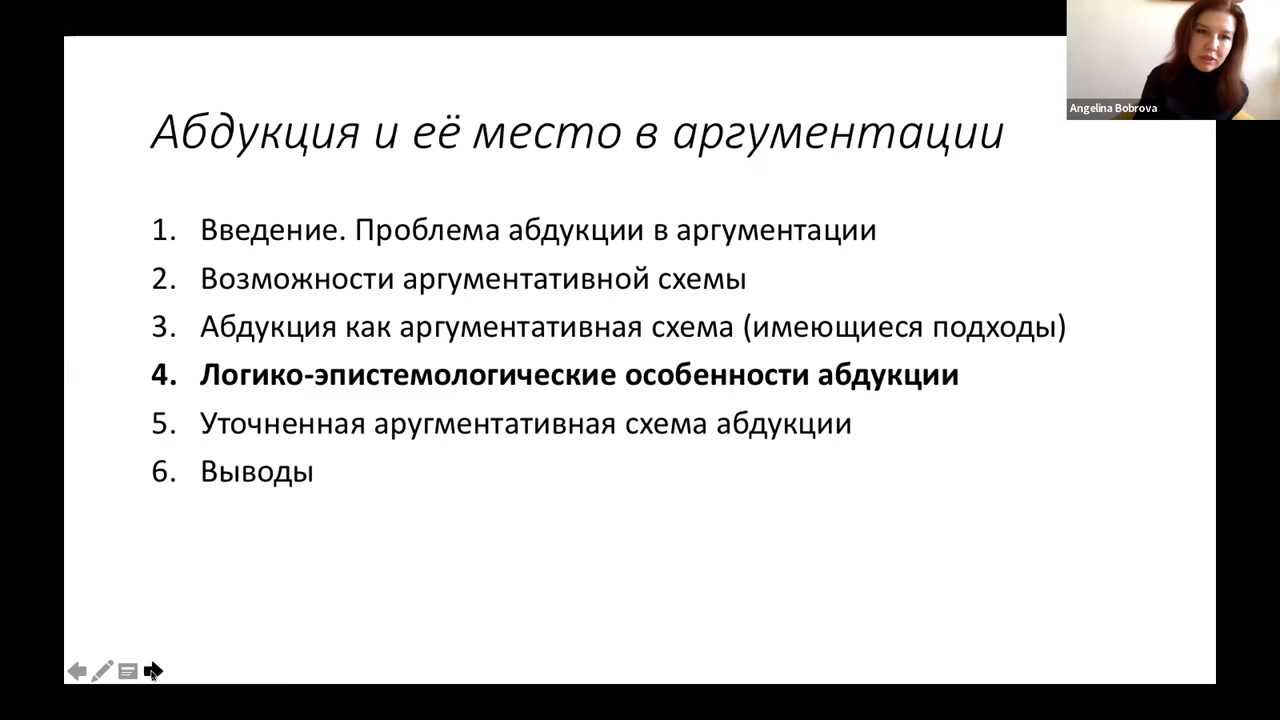 Абдукция и её место в аргументации
Angelina Bobrova
1. Введение. Проблема абдукции в аргументации
2. Возможности аргументативной схемы
3. Абдукция как аргументативная схема (имеющиеся подходы)
4. Логико-эпистемологические особенности абдукции
5. Уточненная аругментативная схема абдукции
6. Выводы